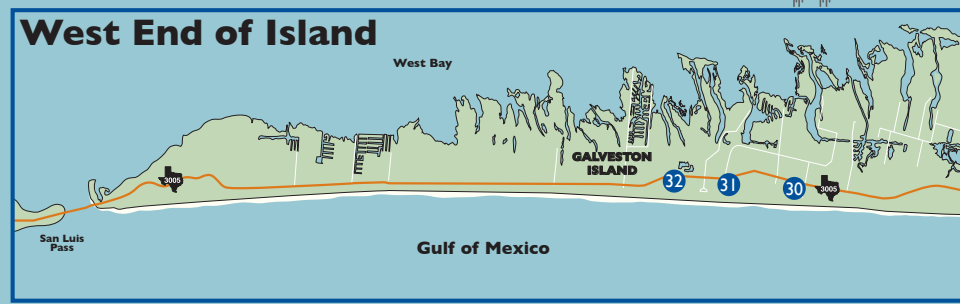 West End of Island
West Bay
GALVESTON
ISLAND
3005
32
31
30
3005
San Luis
Pass
Gulf of Mexico